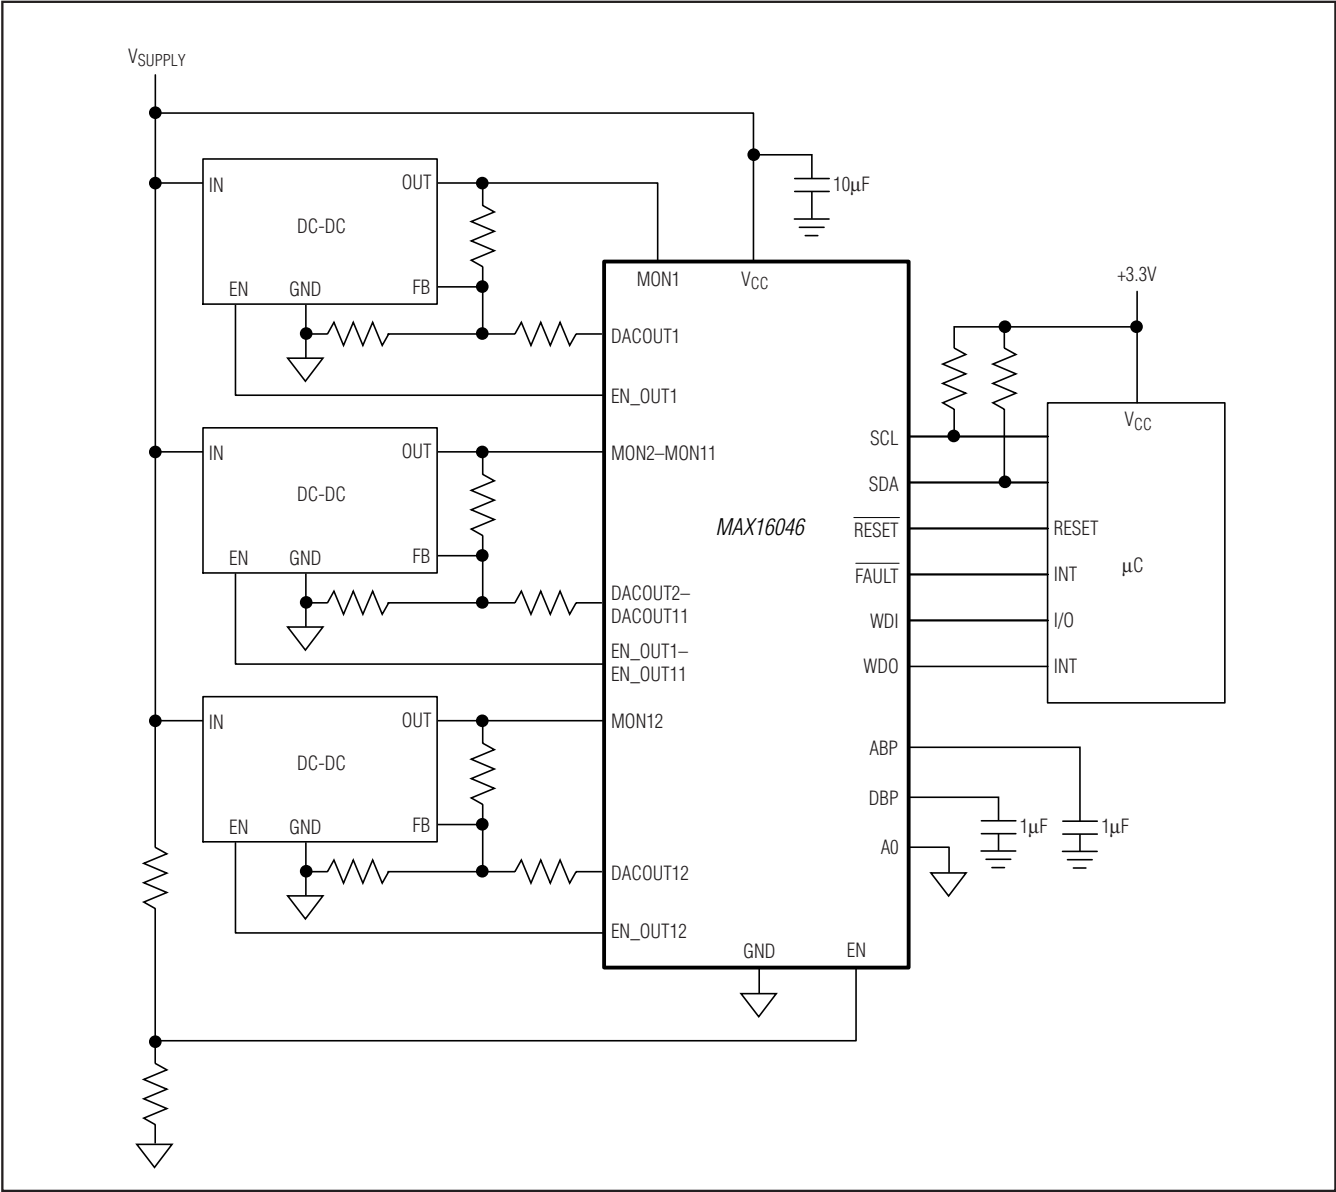 VSUPPLY
IN
OUT
DC-DC
EN
GND
FB
10µF
MON1
VCC
DACOUT1
EN_OUT1
IN
OUT
DC-DC
EN
GND
FB
MON2–MON11
DACOUT2–
DACOUT11
EN_OUT1–
EN_OUT11
IN
OUT
DC-DC
EN
GND
FB
MON12
DACOUT12
EN_OUT12
MAX16046
GND
EN
SCL
SDA
RESET
FAULT
WDI
WDO
ABP
DBP
A0
+3.3V
VCC
RESET
INT
I/O
INT
µC
1µF
1µF